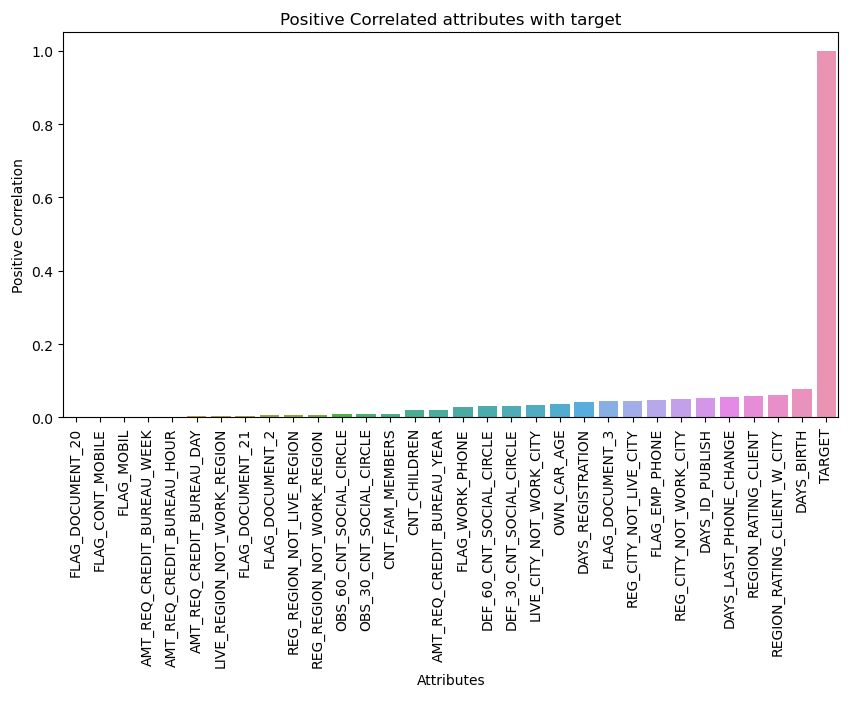 Positive Correlated attributes with target
Positive Correlation
1.0
0.8
0.6
0.4
0.2
0.0
FLAG_DOCUMENT_20
FLAG_CONT_MOBILE
FLAG_MOBIL
AMT_REQ_CREDIT_BUREAU_WEEK
AMT_REQ_CREDIT_BUREAU_HOUR
AMT_REQ_CREDIT_BUREAU_DAY
LIVE_REGION_NOT_WORK_REGION
FLAG_DOCUMENT_21
FLAG_DOCUMENT_2
REG_REGION_NOT_LIVE_REGION
REG_REGION_NOT_WORK_REGION
OBS_60_CNT_SOCIAL_CIRCLE
OBS_30_CNT_SOCIAL_CIRCLE
CNT_FAM_MEMBERS
CNT_CHILDREN
AMT_REQ_CREDIT_BUREAU_YEAR
FLAG_WORK_PHONE
DEF_60_CNT_SOCIAL_CIRCLE
DEF_30_CNT_SOCIAL_CIRCLE
LIVE_CITY_NOT_WORK_CITY
OWN_CAR_AGE
DAYS_REGISTRATION
FLAG_DOCUMENT_3
REG_CITY_NOT_LIVE_CITY
FLAG_EMP_PHONE
REG_CITY_NOT_WORK_CITY
DAYS_ID_PUBLISH
DAYS_LAST_PHONE_CHANGE
REGION_RATING_CLIENT
REGION_RATING_CLIENT_W_CITY
DAYS_BIRTH
TARGET
Attributes